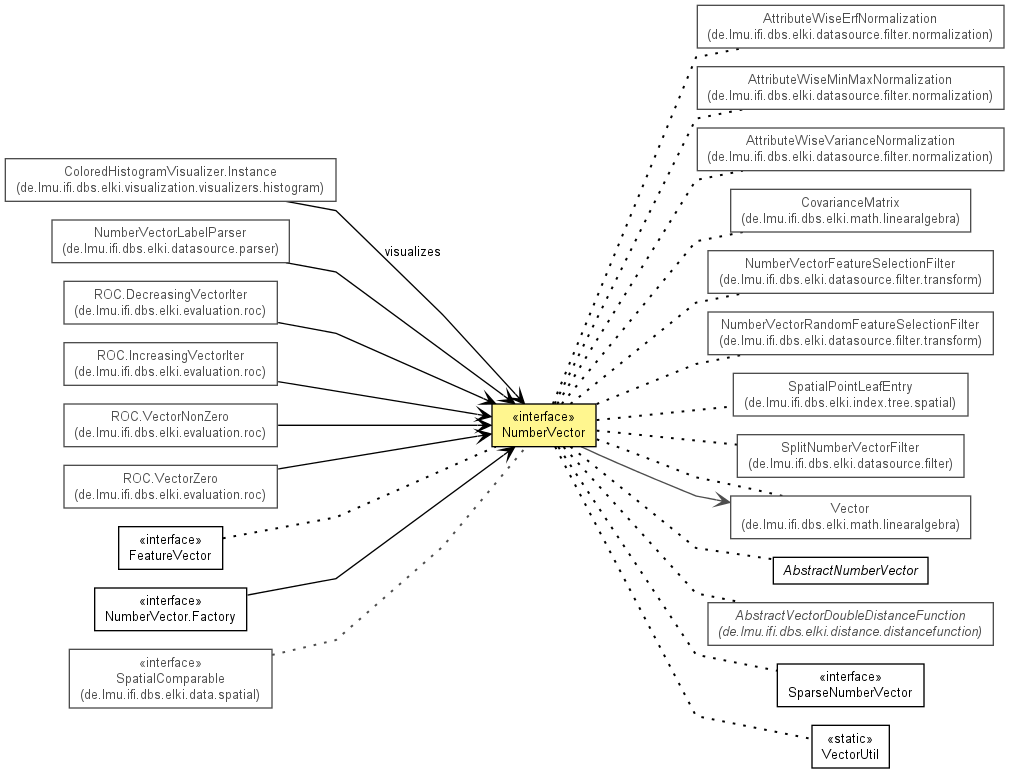 ColoredHistogramVisualizer.Instance
(de.lmu.ifi.dbs.elki.visualization.visualizers.histogram)
NumberVectorLabelParser
(de.lmu.ifi.dbs.elki.datasource.parser)
ROC.DecreasingVectorIter
(de.lmu.ifi.dbs.elki.evaluation.roc)
ROC.IncreasingVectorIter
(de.lmu.ifi.dbs.elki.evaluation.roc)
ROC.VectorNonZero
(de.lmu.ifi.dbs.elki.evaluation.roc)
ROC.VectorZero
(de.lmu.ifi.dbs.elki.evaluation.roc)
«interface»
FeatureVector
«interface»
NumberVector.Factory
«interface»
SpatialComparable
(de.lmu.ifi.dbs.elki.data.spatial)
visualizes
«interface»
NumberVector
AttributeWiseErfNormalization
(de.lmu.ifi.dbs.elki.datasource.filter.normalization)
AttributeWiseMinMaxNormalization
(de.lmu.ifi.dbs.elki.datasource.filter.normalization)
AttributeWiseVarianceNormalization
(de.lmu.ifi.dbs.elki.datasource.filter.normalization)
CovarianceMatrix
(de.lmu.ifi.dbs.elki.math.linearalgebra)
NumberVectorFeatureSelectionFilter
(de.lmu.ifi.dbs.elki.datasource.filter.transform)
NumberVectorRandomFeatureSelectionFilter
(de.lmu.ifi.dbs.elki.datasource.filter.transform)
SpatialPointLeafEntry
(de.lmu.ifi.dbs.elki.index.tree.spatial)
SplitNumberVectorFilter
(de.lmu.ifi.dbs.elki.datasource.filter)
Vector
(de.lmu.ifi.dbs.elki.math.linearalgebra)
AbstractNumberVector
AbstractVectorDoubleDistanceFunction
(de.lmu.ifi.dbs.elki.distance.distancefunction)
«interface»
SparseNumberVector
«static»
VectorUtil